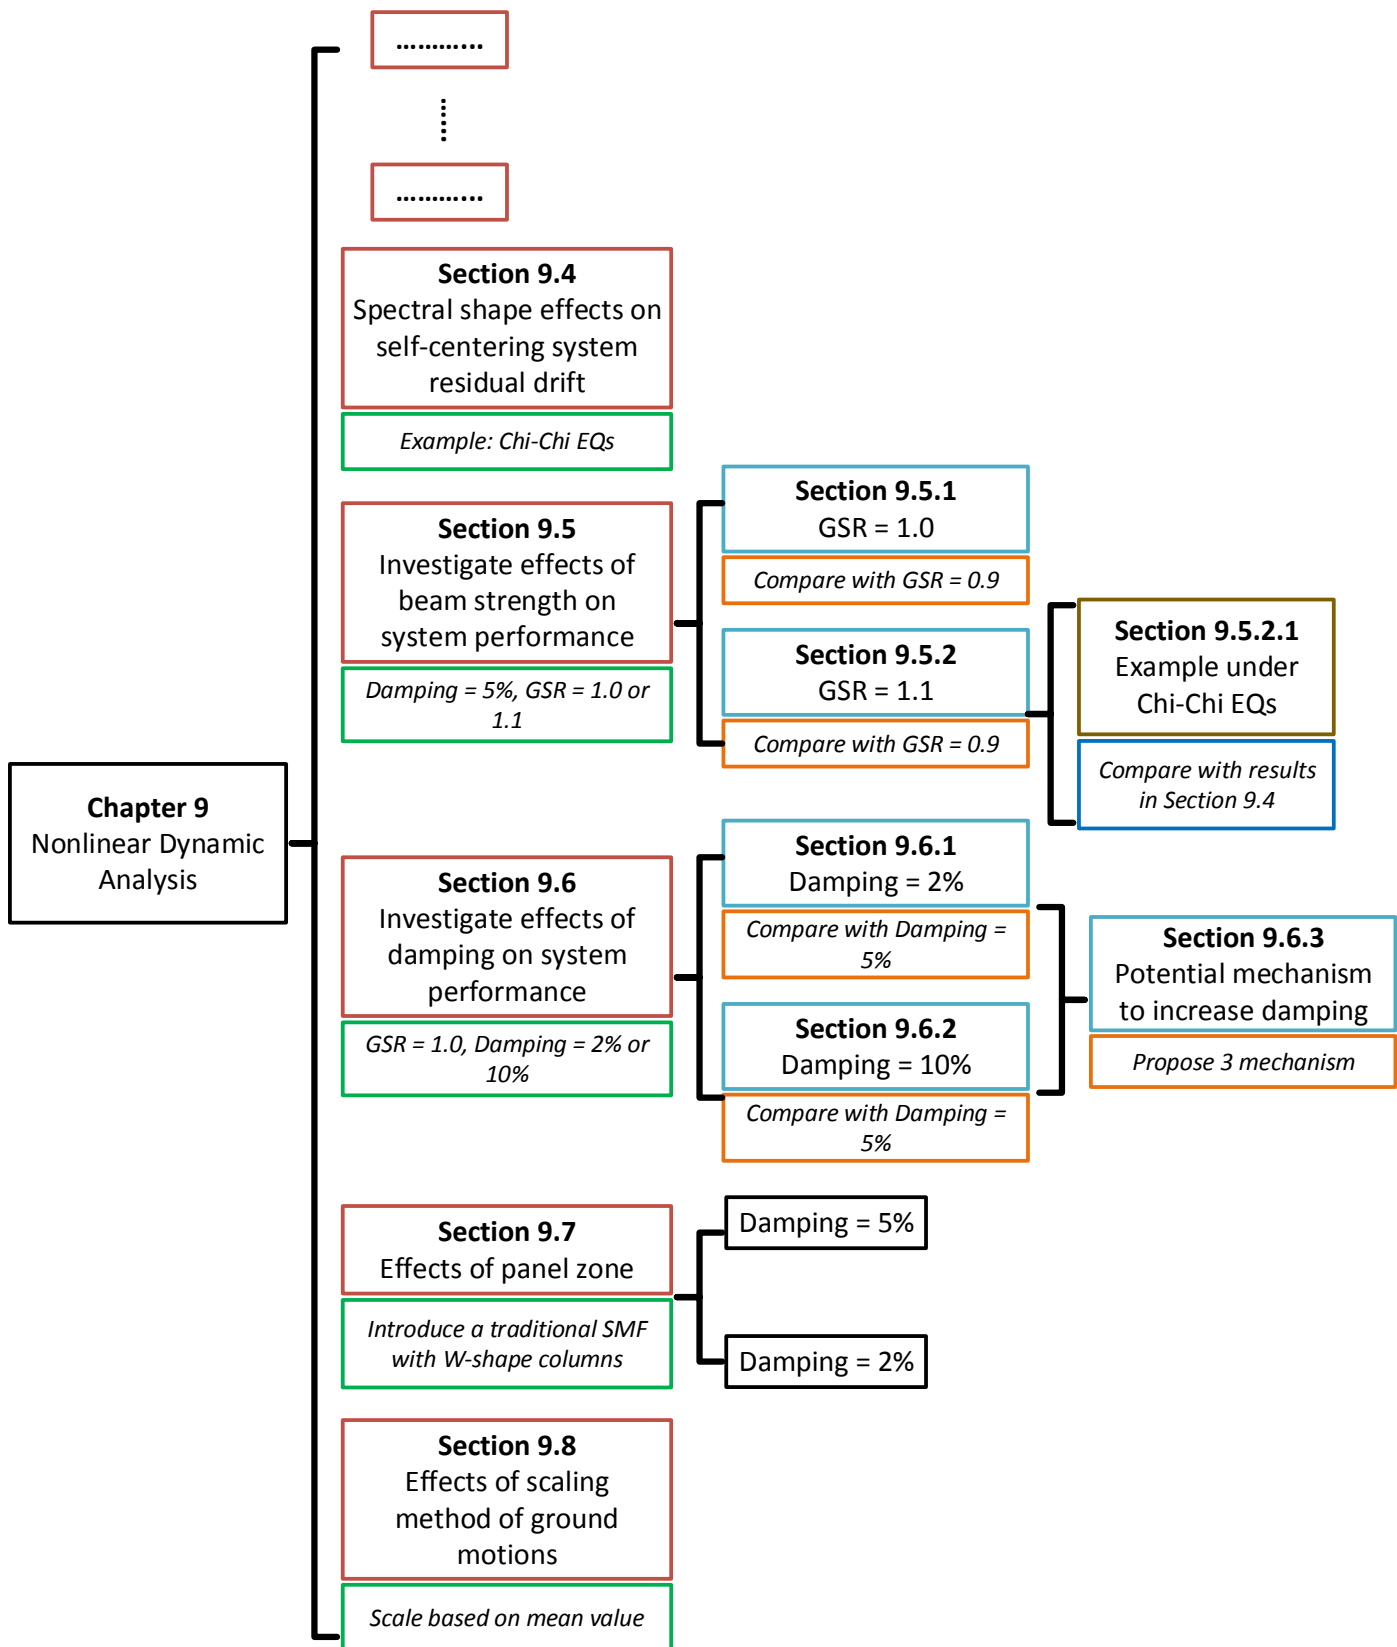 .............
.............
Section 9.4
Spectral shape effects on
self-centering system
residual drift
Example: Chi-Chi EQs
Section 9.5
Investigate effects of
beam strength on
system performance
Damping = 5%, GSR = 1.0 or
1.1
Section 9.5.1
GSR = 1.0
Compare with GSR = 0.9
Section 9.5.2
GSR = 1.1
Compare with GSR = 0.9
Section 9.5.2.1
Example under
Chi-Chi EQs
Compare with results
in Section 9.4
Chapter 9
Nonlinear Dynamic
Analysis
Section 9.6
Investigate effects of
damping on system
performance
GSR = 1.0, Damping = 2% or
10%
Section 9.6.1
Damping = 2%
Compare with Damping =
5%
Section 9.6.2
Damping = 10%
Compare with Damping =
5%
Section 9.6.3
Potential mechanism
to increase damping
Propose 3 mechanism
Section 9.7
Effects of panel zone
Introduce a traditional SMF
with W-shape columns
Damping = 5%
Damping = 2%
Section 9.8
Effects of scaling
method of ground
motions
Scale based on mean value